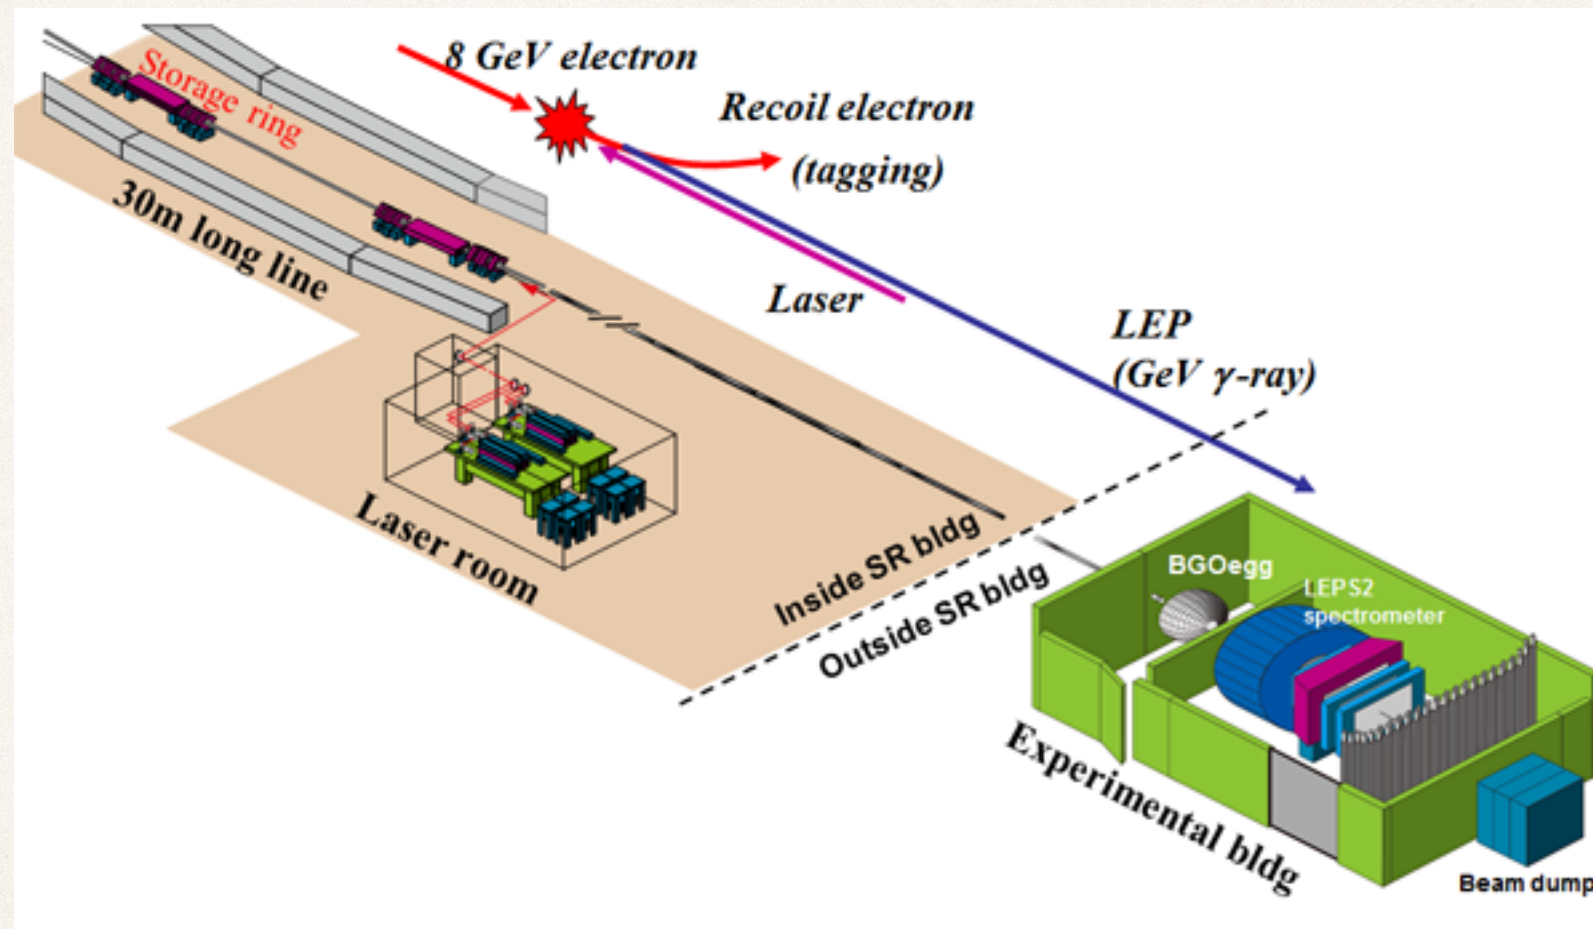 8 GeV electron
Storage ring
Recoil electron
(tagging)
30m long line
Laser
LEP
(GeV γ-ray)
Laser room
Inside SR bldg
Outside SR bldg
BGOegg
LEPS2
spectrometer
Experimental bldg
Beam dump